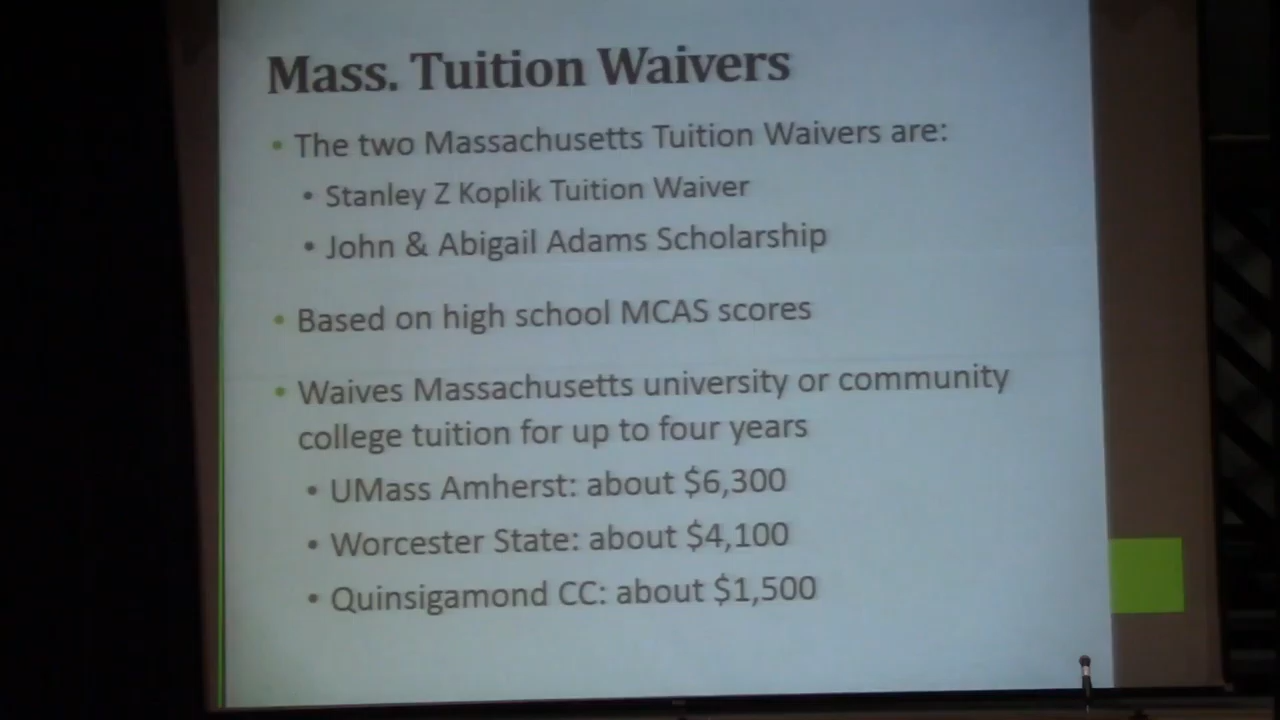 Mass. Tuition Waivers
• The two Massachusetts Tuition Waivers are:
• Stanley Z Koplik Tuition Waiver
• John & Abigail Adams Scholarship
• Based on high school MCAS scores
• Waives Massachusetts university or community
college tuition for up to four years
• UMass Amherst: about $6,300
• Worcester State: about $4,100
• Quinsigamond CC: about $1,500